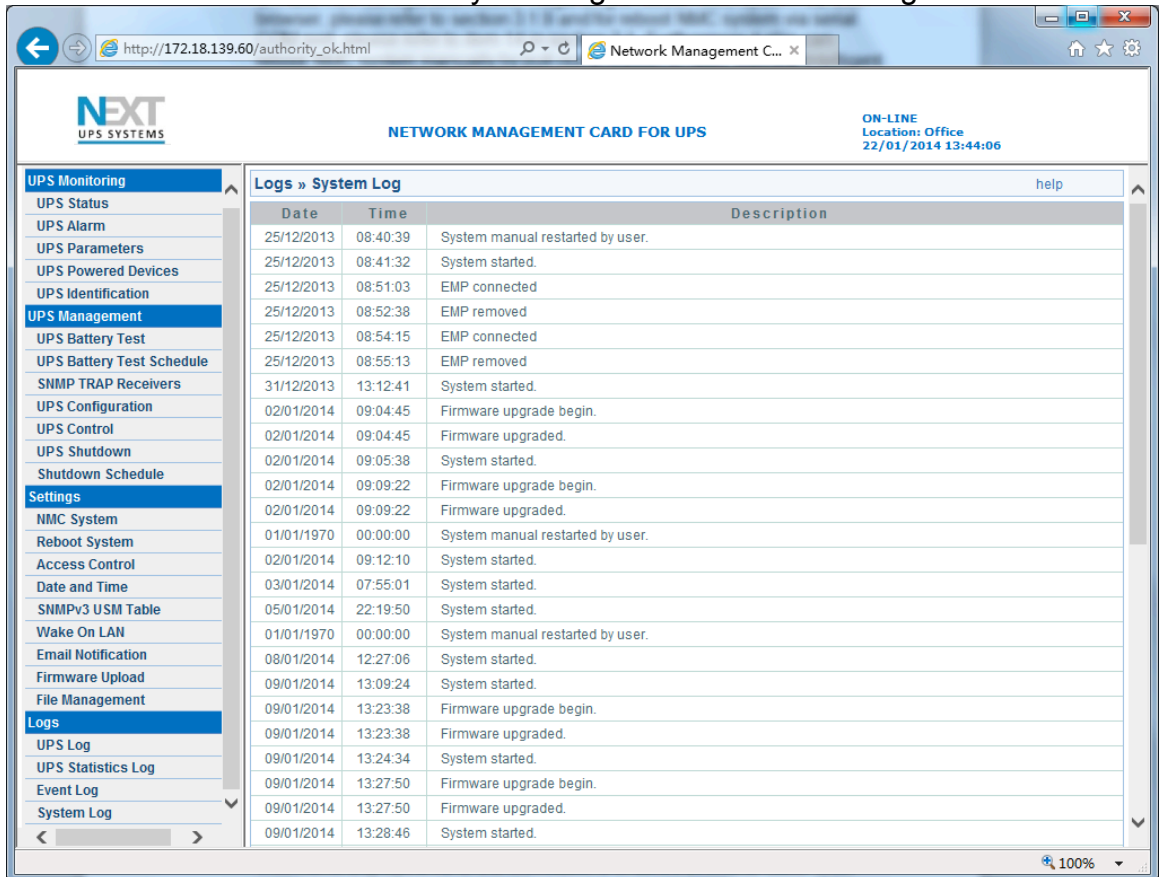 http://172.18.139.60/authority_ok.html
Network Management C...
NEXT
UPS SYSTEMS
NETWORK MANAGEMENT CARD FOR UPS
ON-LINE
Location: Office
22/01/2014 13:44:06
UPS Monitoring
UPS Status
UPS Alarm
UPS Parameters
UPS Powered Devices
UPS Identification
UPS Management
UPS Battery Test
UPS Battery Test Schedule
SNMP TRAP Receivers
UPS Configuration
UPS Control
UPS Shutdown
Shutdown Schedule
Settings
NMC System
Reboot System
Access Control
Date and Time
SNMPv3 USM Table
Wake On LAN
Email Notification
Firmware Upload
File Management
Logs
UPS Log
UPS Statistics Log
Event Log
System Log
Logs » System Log help
Date Time Description
25/12/2013 08:40:39 System manual restarted by user.
25/12/2013 08:41:32 System started.
25/12/2013 08:51:03 EMP connected
25/12/2013 08:52:38 EMP removed
25/12/2013 08:54:15 EMP connected
25/12/2013 08:55:13 EMP removed
31/12/2013 13:12:41 System started.
02/01/2014 09:04:45 Firmware upgrade begin.
02/01/2014 09:04:45 Firmware upgraded.
02/01/2014 09:05:38 System started.
02/01/2014 09:09:22 Firmware upgrade begin.
02/01/2014 09:09:22 Firmware upgraded.
01/01/1970 00:00:00 System manual restarted by user.
02/01/2014 09:12:10 System started.
03/01/2014 07:55:01 System started.
05/01/2014 22:19:50 System started.
01/01/1970 00:00:00 System manual restarted by user.
08/01/2014 12:27:06 System started.
09/01/2014 13:09:24 System started.
09/01/2014 13:23:38 Firmware upgrade begin.
09/01/2014 13:23:38 Firmware upgraded.
09/01/2014 13:24:34 System started.
09/01/2014 13:27:50 Firmware upgrade begin.
09/01/2014 13:27:50 Firmware upgraded.
09/01/2014 13:28:46 System started.
100%